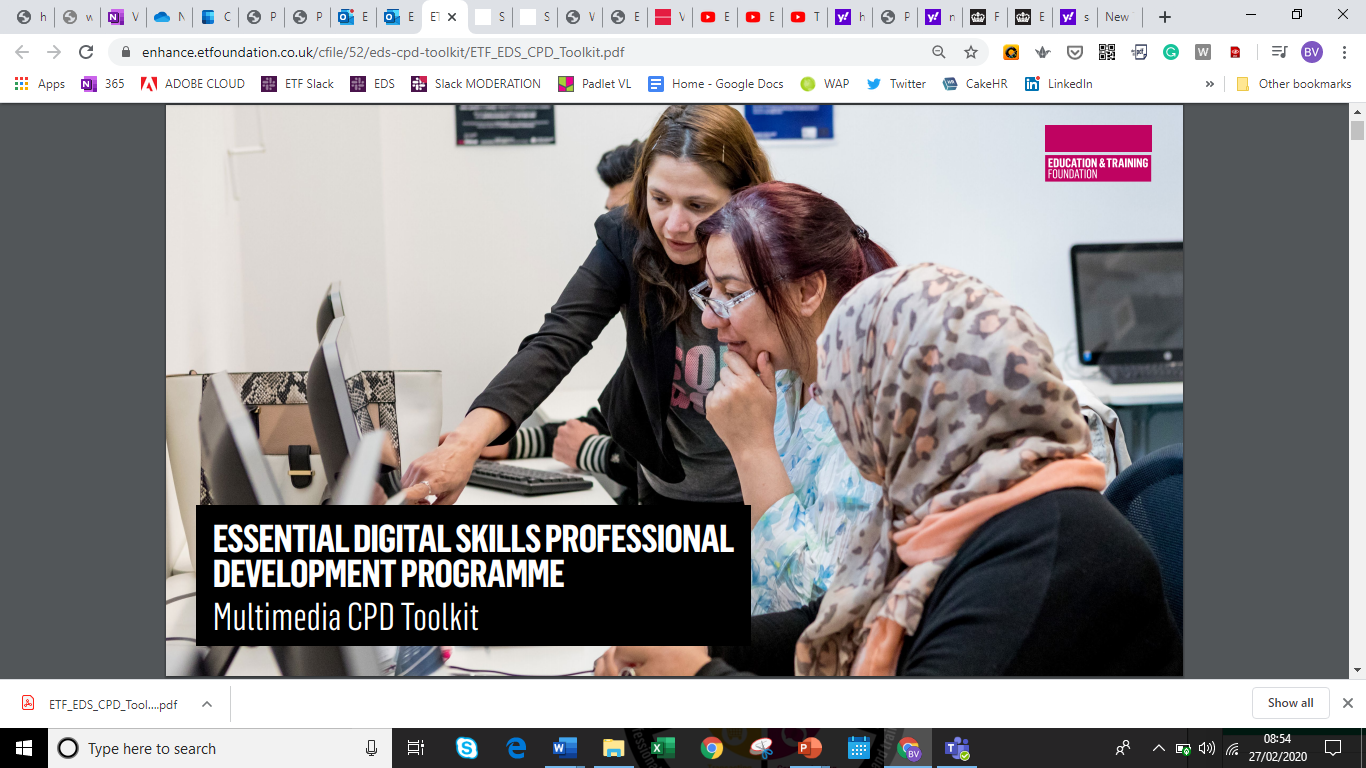 h
w
V
N
C
P
P
E
E
ET
S
S
W
E
V
E
E
T
h
P
n
F
E
s
New
enhance.etfoundation.co.uk/cfile/52/eds-cpd-toolkit/ETF_EDS_CPD_Toolkit.pdf
W
BV
Apps
365
ADOBE CLOUD
ETF Slack
EDS
Slack MODERATION
Padlet VL
Home - Google Docs
WAP
Twitter
CakeHR
LinkedIn
»
Other bookmarks
EDUCATION & TRAINING
FOUNDATION
ESSENTIAL DIGITAL SKILLS PROFESSIONAL
DEVELOPMENT PROGRAMME
Multimedia CPD Toolkit
ETF_EDS_CPD_Tool....pdf
Show all
Type here to search
08:54
27/02/2020